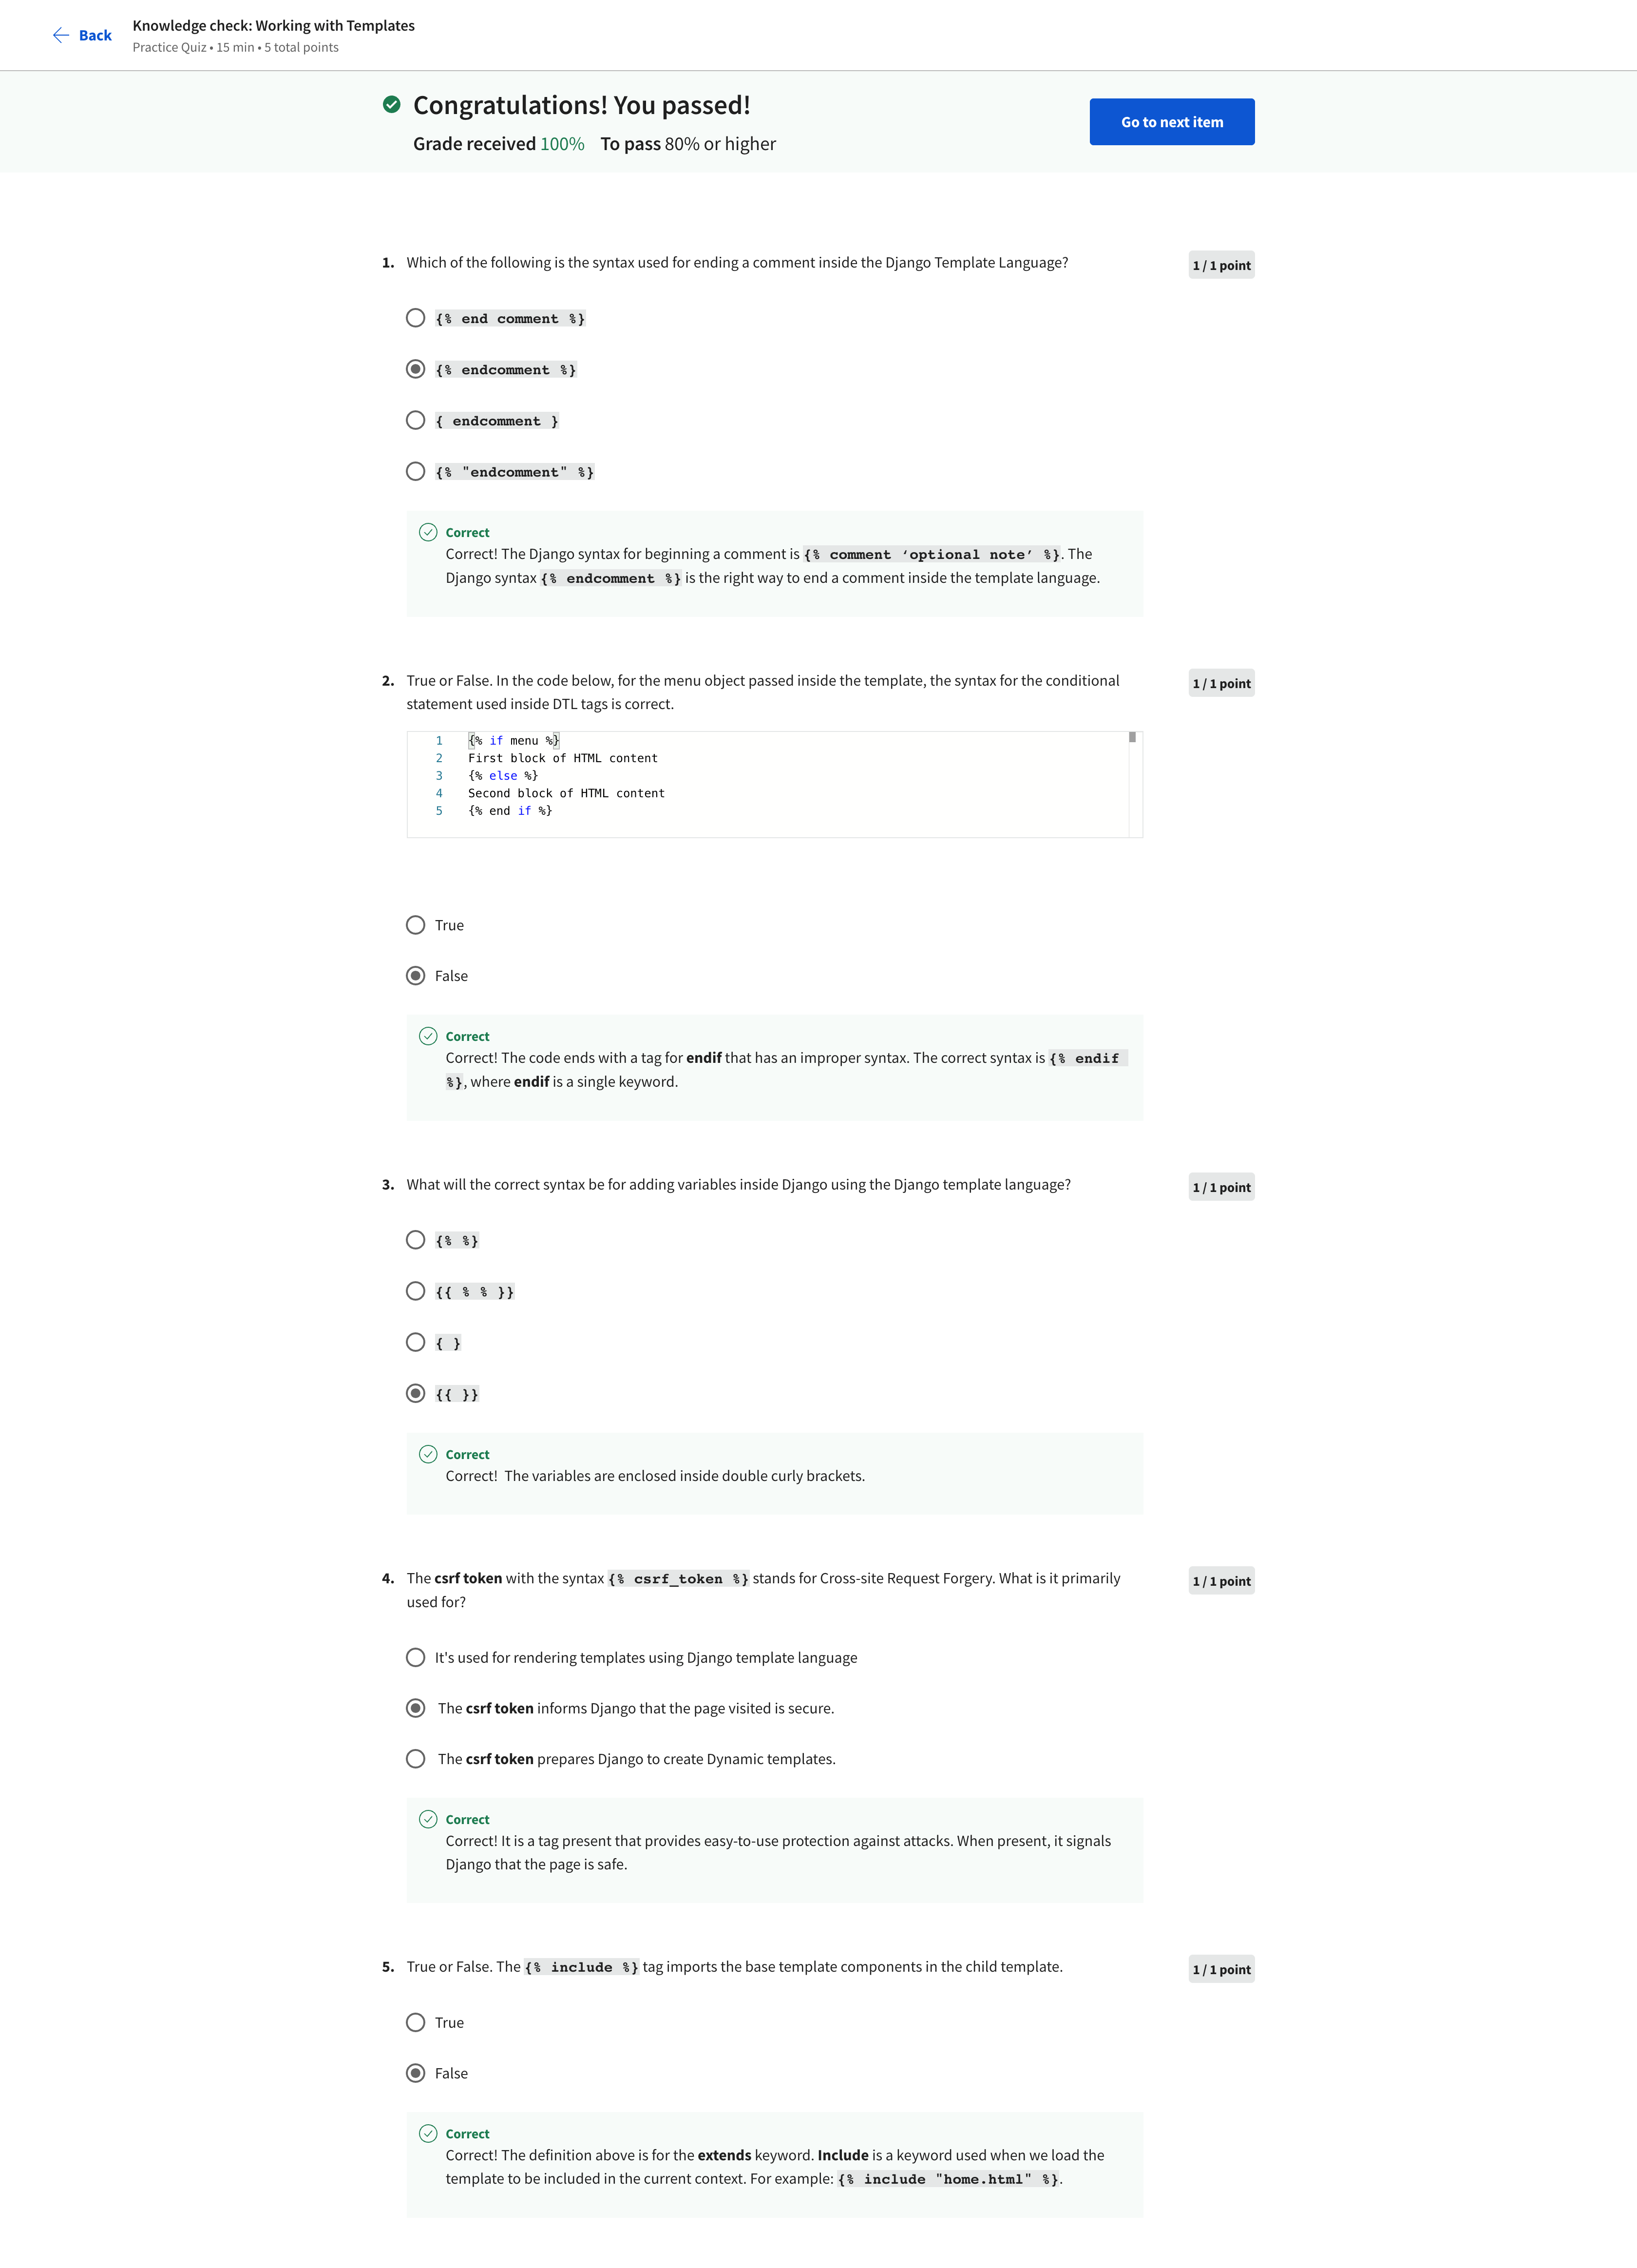 Back
Knowledge check: Working with Templates
Practice Quiz • 15 min • 5 total points
Congratulations! You passed!
Grade received 100% To pass 80% or higher
Go to next item
1. Which of the following is the syntax used for ending a comment inside the Django Template Language?
1 / 1 point
{% end comment %}
{% endcomment %}
{ endcomment }
{% "endcomment" %}
Correct
Correct! The Django syntax for beginning a comment is {% comment ‘optional note’ %}. The
Django syntax {% endcomment %} is the right way to end a comment inside the template language.
2. True or False. In the code below, for the menu object passed inside the template, the syntax for the conditional
statement used inside DTL tags is correct.
1 / 1 point
1 {% if menu %}
2 First block of HTML content
3 {% else %}
4 Second block of HTML content
5 {% end if %}
True
False
Correct
Correct! The code ends with a tag for endif that has an improper syntax. The correct syntax is {% endif
%}, where endif is a single keyword.
3. What will the correct syntax be for adding variables inside Django using the Django template language?
1 / 1 point
{% %}
{{ % % }}
{ }
{{ }}
Correct
Correct!  The variables are enclosed inside double curly brackets.
4. The csrf token with the syntax {% csrf_token %} stands for Cross-site Request Forgery. What is it primarily
used for?
1 / 1 point
It's used for rendering templates using Django template language
The csrf token informs Django that the page visited is secure.
The csrf token prepares Django to create Dynamic templates.
Correct
Correct! It is a tag present that provides easy-to-use protection against attacks. When present, it signals
Django that the page is safe.
5. True or False. The {% include %} tag imports the base template components in the child template.
1 / 1 point
True
False
Correct
Correct! The definition above is for the extends keyword. Include is a keyword used when we load the
template to be included in the current context. For example: {% include "home.html" %}.